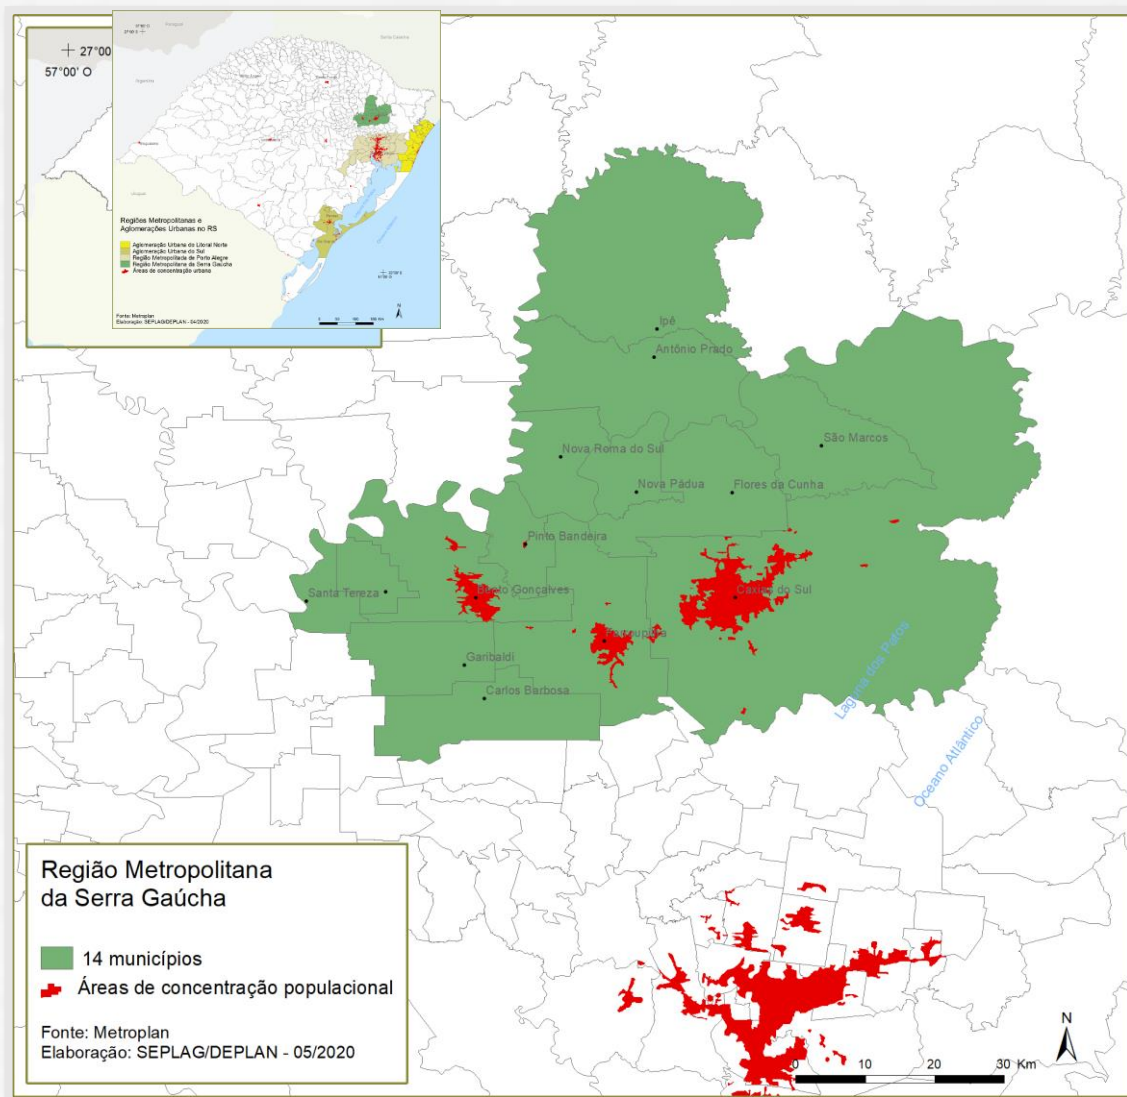 27°00
57°00' O
Regiões Metropolitanas e
Aglomerações Urbanas no RS
Aglomeração Urbana do Litoral Norte
Aglomeração Urbana do Sul
Região Metropolitana de Porto Alegre
Região Metropolitana da Serra Gaúcha
Áreas de concentração urbana
Fonte: Metroplan
Elaboração: SEPLAG/DEPLAN - 04/2020
N
Ipê
Antônio Prado
São Marcos
Nova Roma do Sul
Nova Pádua
Flores da Cunha
Pinto Bandeira
Santa Tereza
Bento Gonçalves
Caxias do Sul
Farroupilha
Garibaldi
Carlos Barbosa
Laguna dos Patos
Oceano Atlântico
Região Metropolitana
da Serra Gaúcha
14 municípios
Áreas de concentração populacional
Fonte: Metroplan
Elaboração: SEPLAG/DEPLAN - 05/2020
N
0 10 20 30 Km